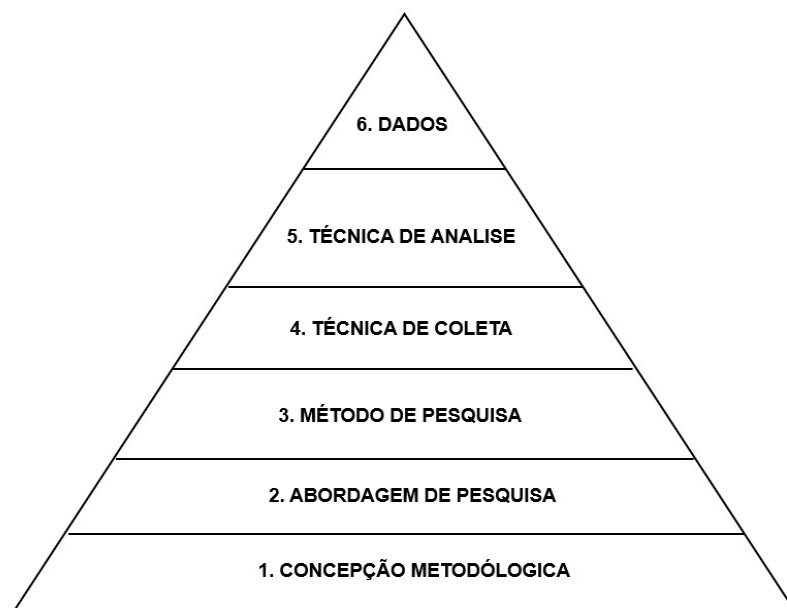 6. DADOS
5. TÉCNICA DE ANALISE
4. TÉCNICA DE COLETA
3. MÉTODO DE PESQUISA
2. ABORDAGEM DE PESQUISA
1. CONCEPÇÃO METODÓLOGICA